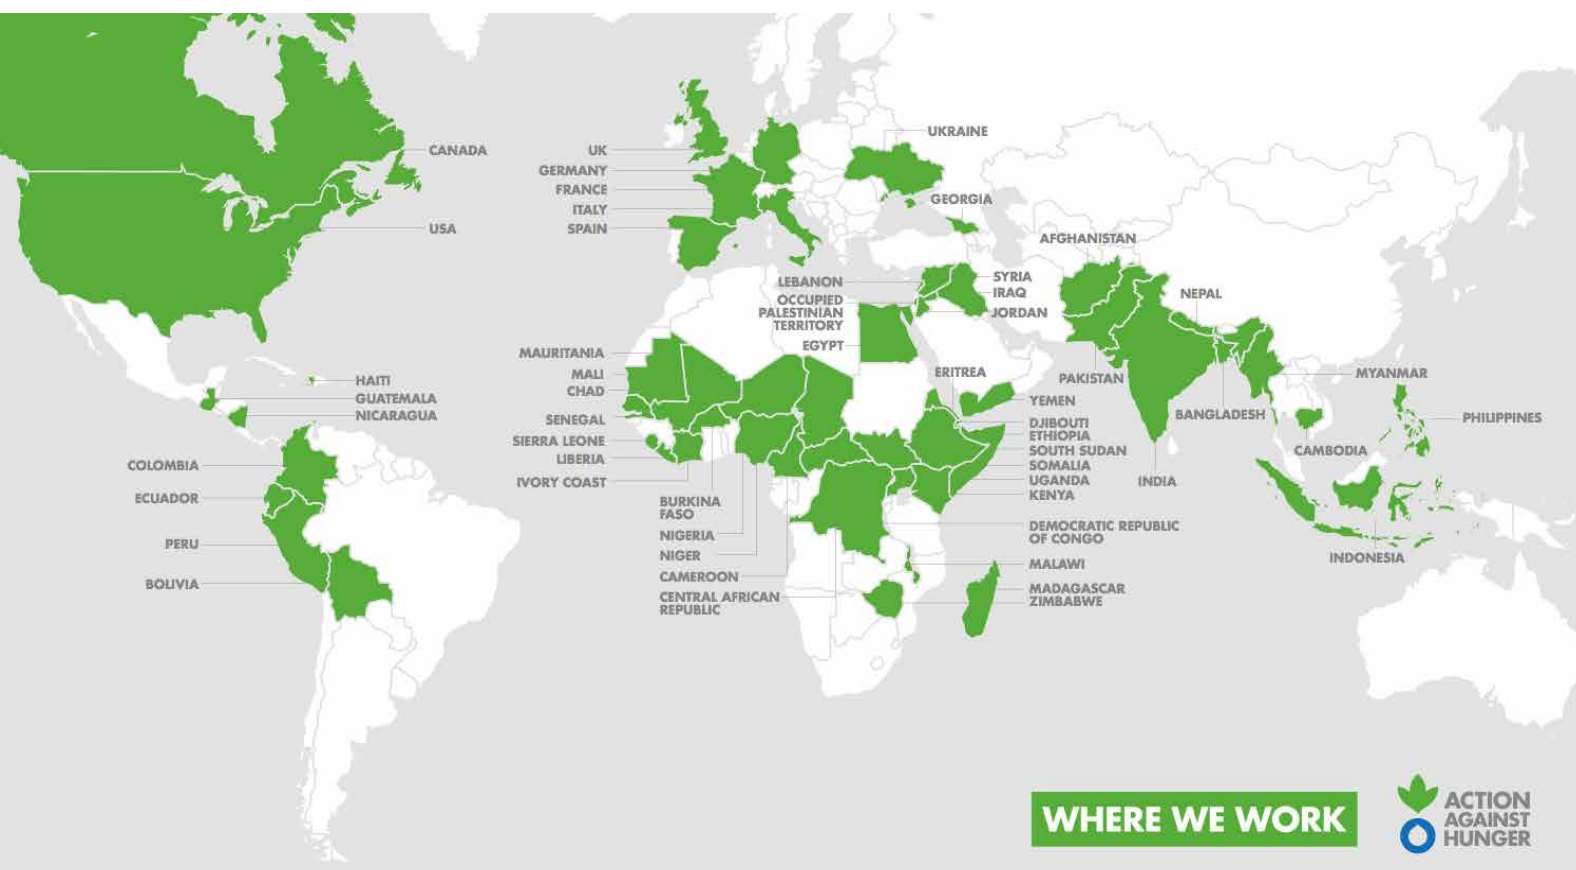 UKRAINE
CANADA
UK
GERMANY
FRANCE
GEORGIA
ITALY
USA
SPAIN
AFGHANISTAN
LEBANON
SYRIA
IRAQ
NEPAL
OCCUPIED
PALESTINIAN
TERRITORY
JORDAN
EGYPT
MAURITANIA
MALI
ERITREA
MYANMAR
HAITI
PAKISTAN
CHAD
GUATEMALA
YEMEN
NICARAGUA
BANGLADESH
SENEGAL
DJIBOUTI
PHILIPPINES
ETHIOPIA
SIERRA LEONE
SOUTH SUDAN
CAMBODIA
LIBERIA
COLOMBIA
SOMALIA
IVORY COAST
UGANDA
INDIA
KENYA
ECUADOR
BURKINA
FASO
DEMOCRATIC REPUBLIC
OF CONGO
NIGERIA
PERU
NIGER
INDONESIA
MALAWI
CAMEROON
BOLIVIA
MADAGASCAR
CENTRAL AFRICAN
REPUBLIC
ZIMBABWE
WHERE WE WORK
ACTION
AGAINST
HUNGER